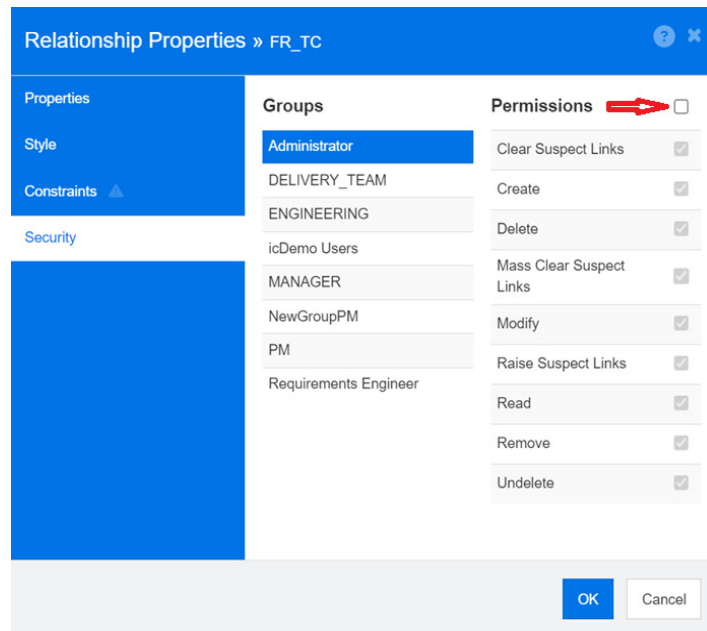 Relationship Properties » FR_TC
Properties
Style
Constraints
Security
Groups
Administrator
DELIVERY_TEAM
ENGINEERING
icDemo Users
MANAGER
NewGroupPM
PM
Requirements Engineer
Permissions
Clear Suspect Links
Create
Delete
Mass Clear Suspect
Links
Modify
Raise Suspect Links
Read
Remove
Undelete
OK
Cancel